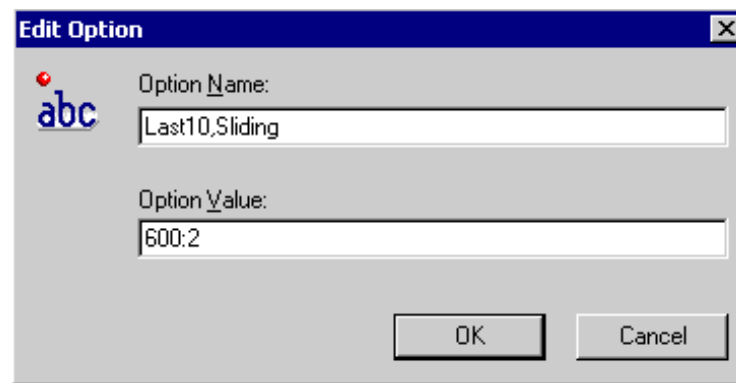 Edit Option
abc
Option Name:
Last10,Sliding
Option Value:
600:2
OK Cancel